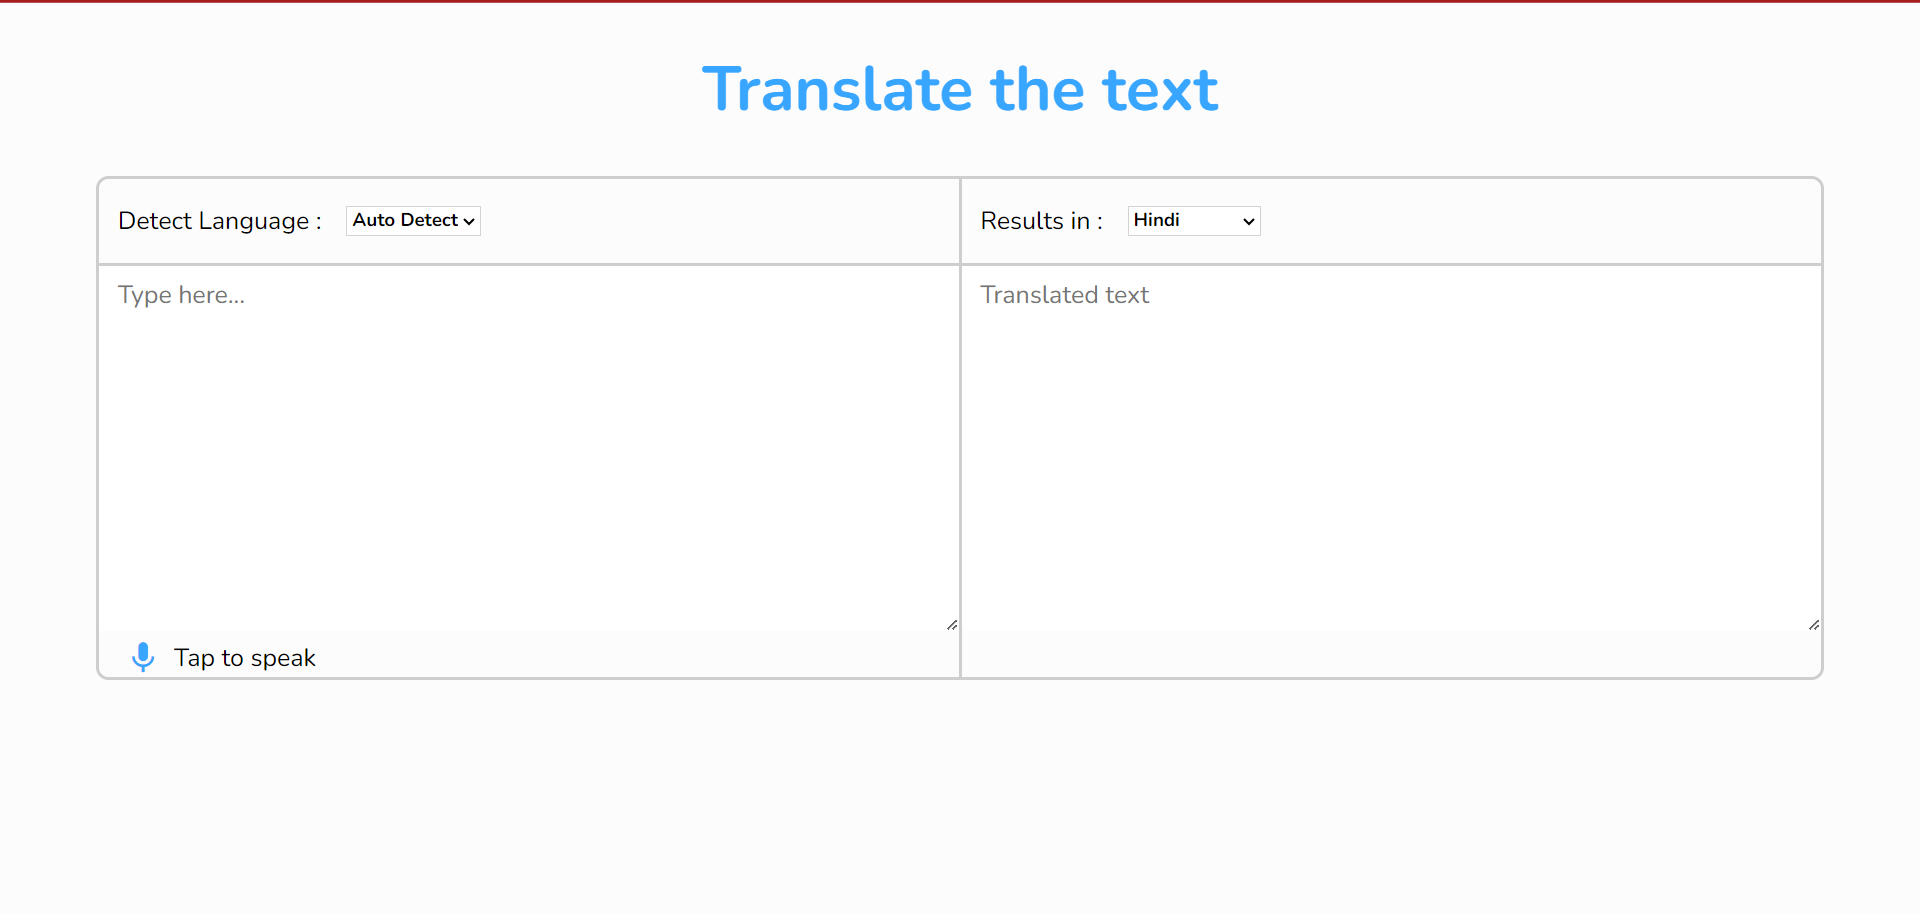 Translate the text
Detect Language : Auto Detect
Results in : Hindi
Type here...
Translated text
Tap to speak